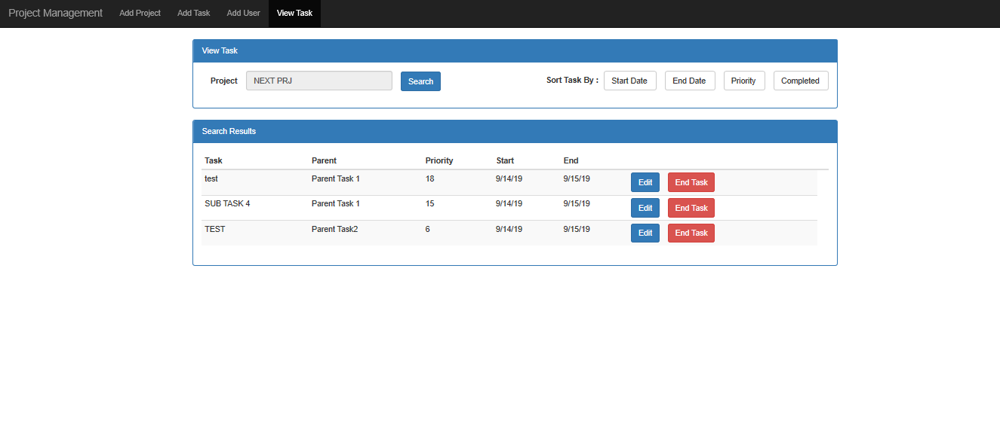 Project Management Add Project Add Task Add User View Task
View Task
Project NEXT PRJ Search Sort Task By : Start Date End Date Priority Completed
Search Results
Task Parent Priority Start End
test Parent Task 1 18 9/14/19 9/15/19 Edit End Task
SUB TASK 4 Parent Task 1 15 9/14/19 9/15/19 Edit End Task
TEST Parent Task2 6 9/14/19 9/15/19 Edit End Task